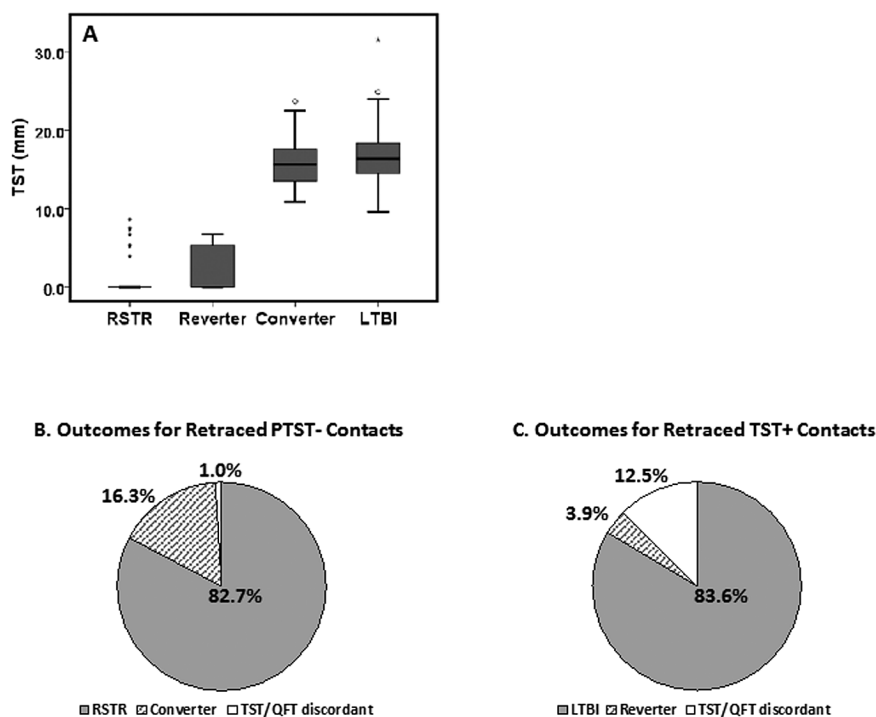 A
TST (mm)
30.0
20.0
10.0
0.0
RSTR Reverter Converter LTBI
B. Outcomes for Retraced PTST- Contacts
1.0%
16.3%
82.7%
RSTR Converter TST/QFT discordant
C. Outcomes for Retraced TST+ Contacts
12.5%
3.9%
83.6%
LTBI Reverter TST/QFT discordant